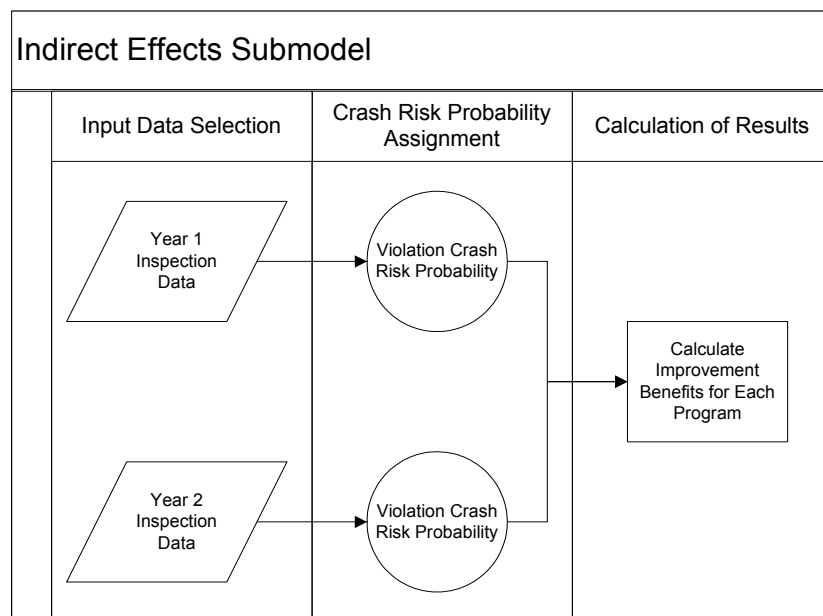 Indirect Effects Submodel
Input Data Selection
Crash Risk Probability
Assignment
Calculation of Results
Year 1
Inspection
Data
Violation Crash
Risk Probability
Calculate
Improvement
Benefits for Each
Program
Year 2
Inspection
Data
Violation Crash
Risk Probability